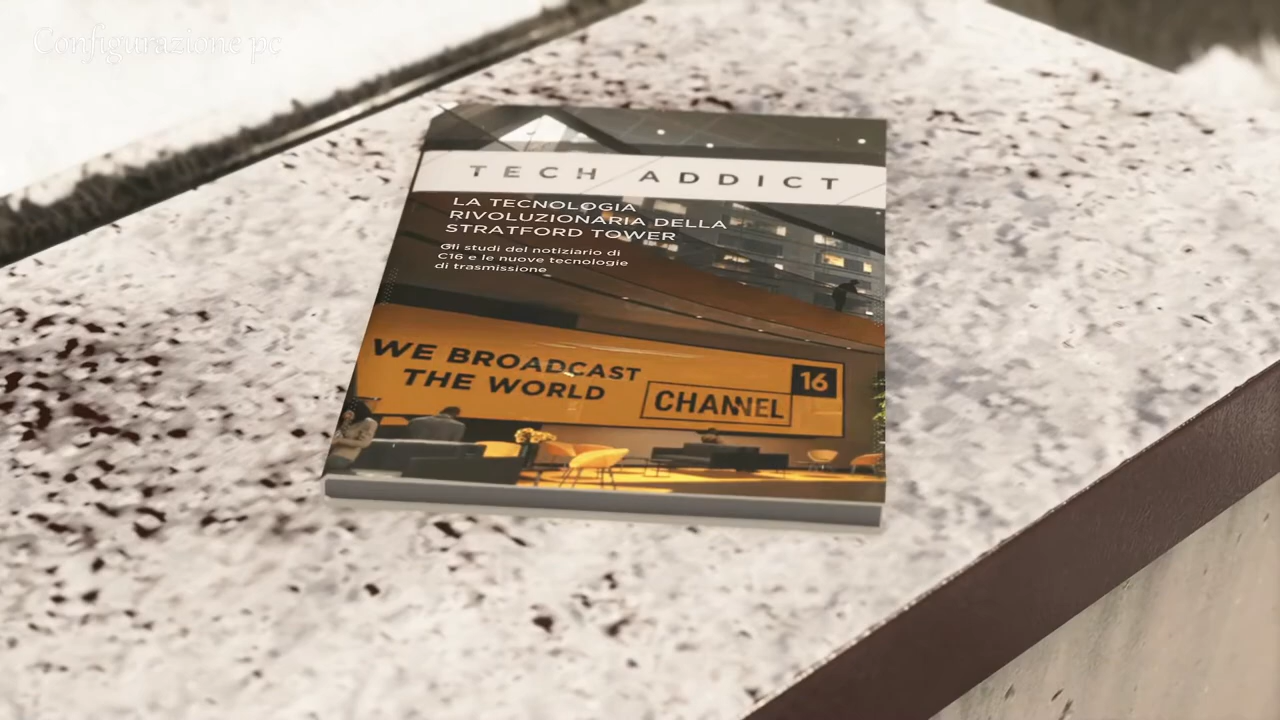 Configurazione pc
TECH ADDICT
LA TECNOLOGIA
RIVOLUZIONARIA DELLA
STRATFORD TOWER
Gli studi del notiziario di
C16 e le nuove tecnologie
di trasmissione
WE BROADCAST
THE WORLD
16
CHANNEL